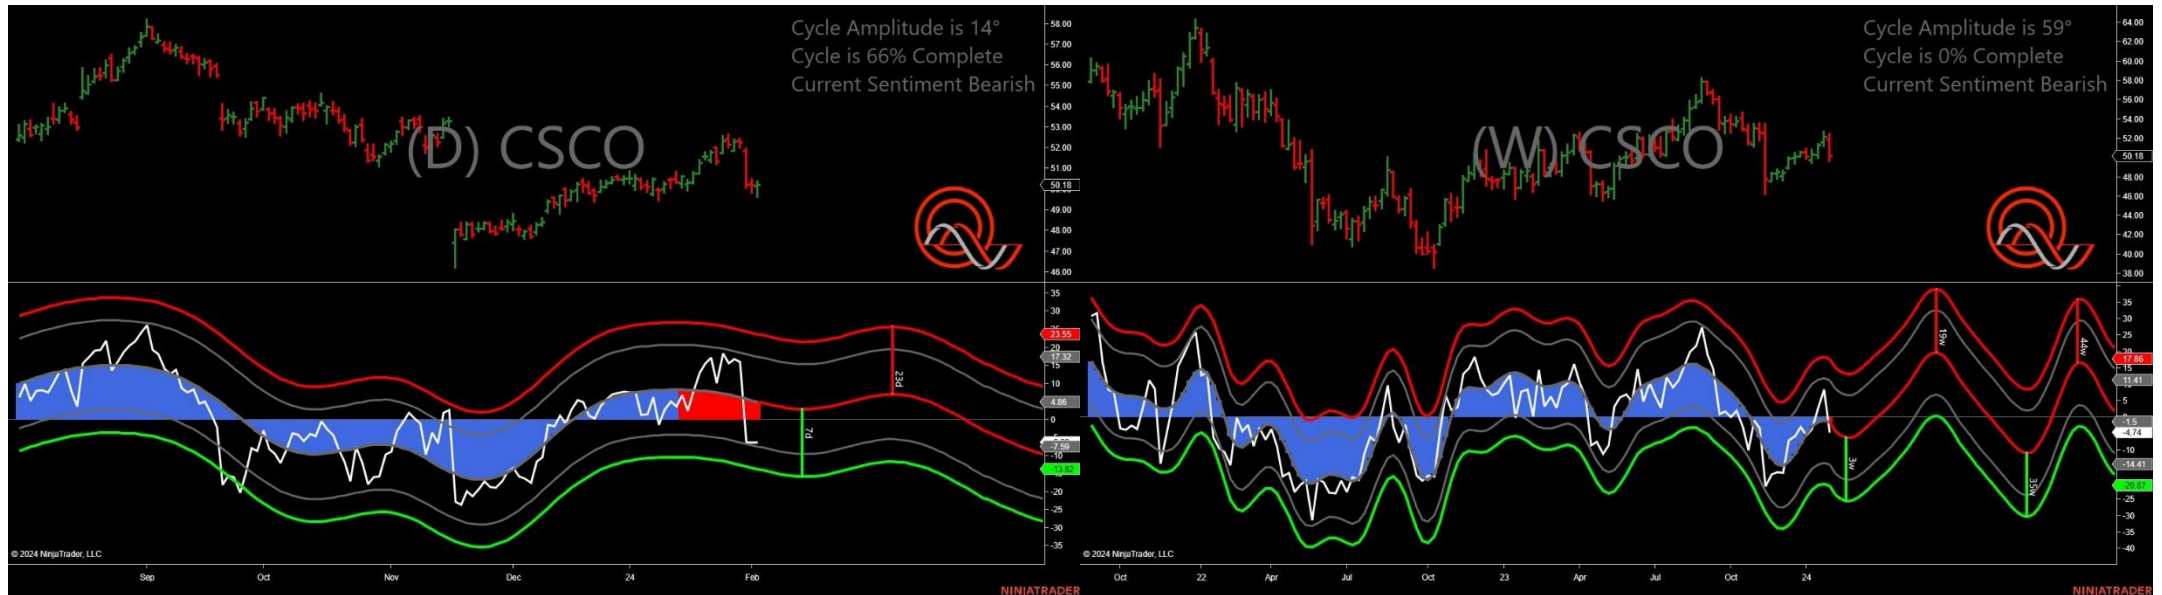 Cycle Amplitude is 14°
Cycle is 66% Complete
Current Sentiment Bearish
(D) CSCO
58.00
57.00
56.00
55.00
54.00
53.00
52.00
51.00
50.18
49.00
48.00
47.00
46.00
35
30
23.55
20
17.32
15
10
4.86
0
-7.59
-10
-13.82
-20
-25
-30
-35
23d
7d
© 2024 NinjaTrader, LLC
Sep Oct Nov Dec 24 Feb
NINJATRADER
Cycle Amplitude is 59°
Cycle is 0% Complete
Current Sentiment Bearish
(W) CSCO
64.00
62.00
60.00
58.00
56.00
54.00
52.00
50.18
48.00
46.00
44.00
42.00
40.00
38.00
35
30
25
17.86
11.41
5
-1.5
-4.74
-10
-14.41
-20.87
-25
-30
-35
-40
19w
44w
3w
35w
© 2024 NinjaTrader, LLC
Oct 22 Apr Jul Oct 23 Apr Jul Oct 24
NINJATRADER